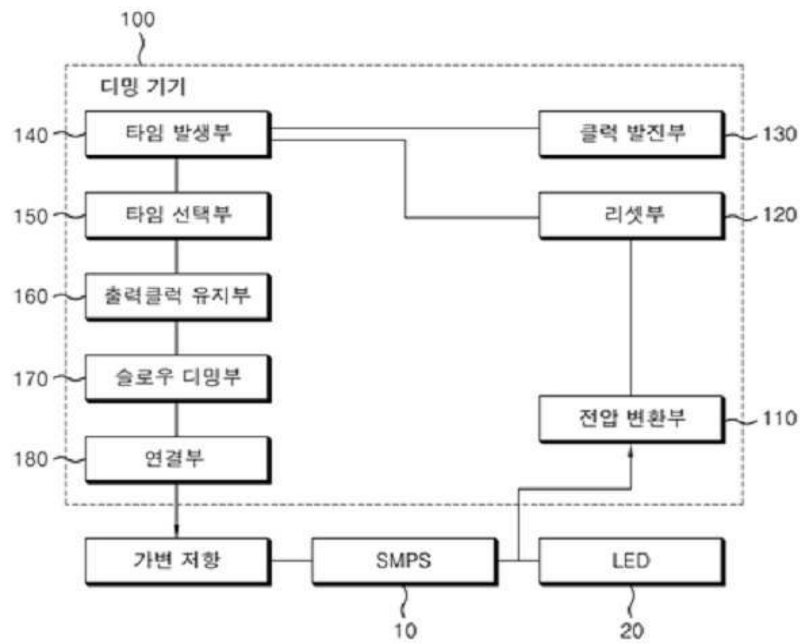 100
디밍 기기
140 타임 발생부 클럭 발진부 130
150 타임 선택부 리셋부 120
160 출력클럭 유지부
170 슬로우 디밍부
전압 변환부 110
180 연결부
가변 저항 SMPS LED
10 20